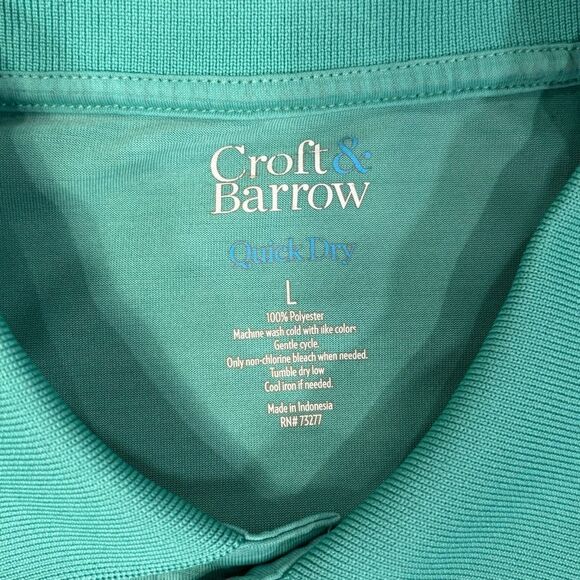 Croft &
Barrow
Quick Dry
L
100% Polyester
Machine wash cold with like colors
Gentle cycle.
Only non-chlorine bleach when needed.
Tumble dry low
Cool iron if needed.
Made in Indonesia
RN# 73277